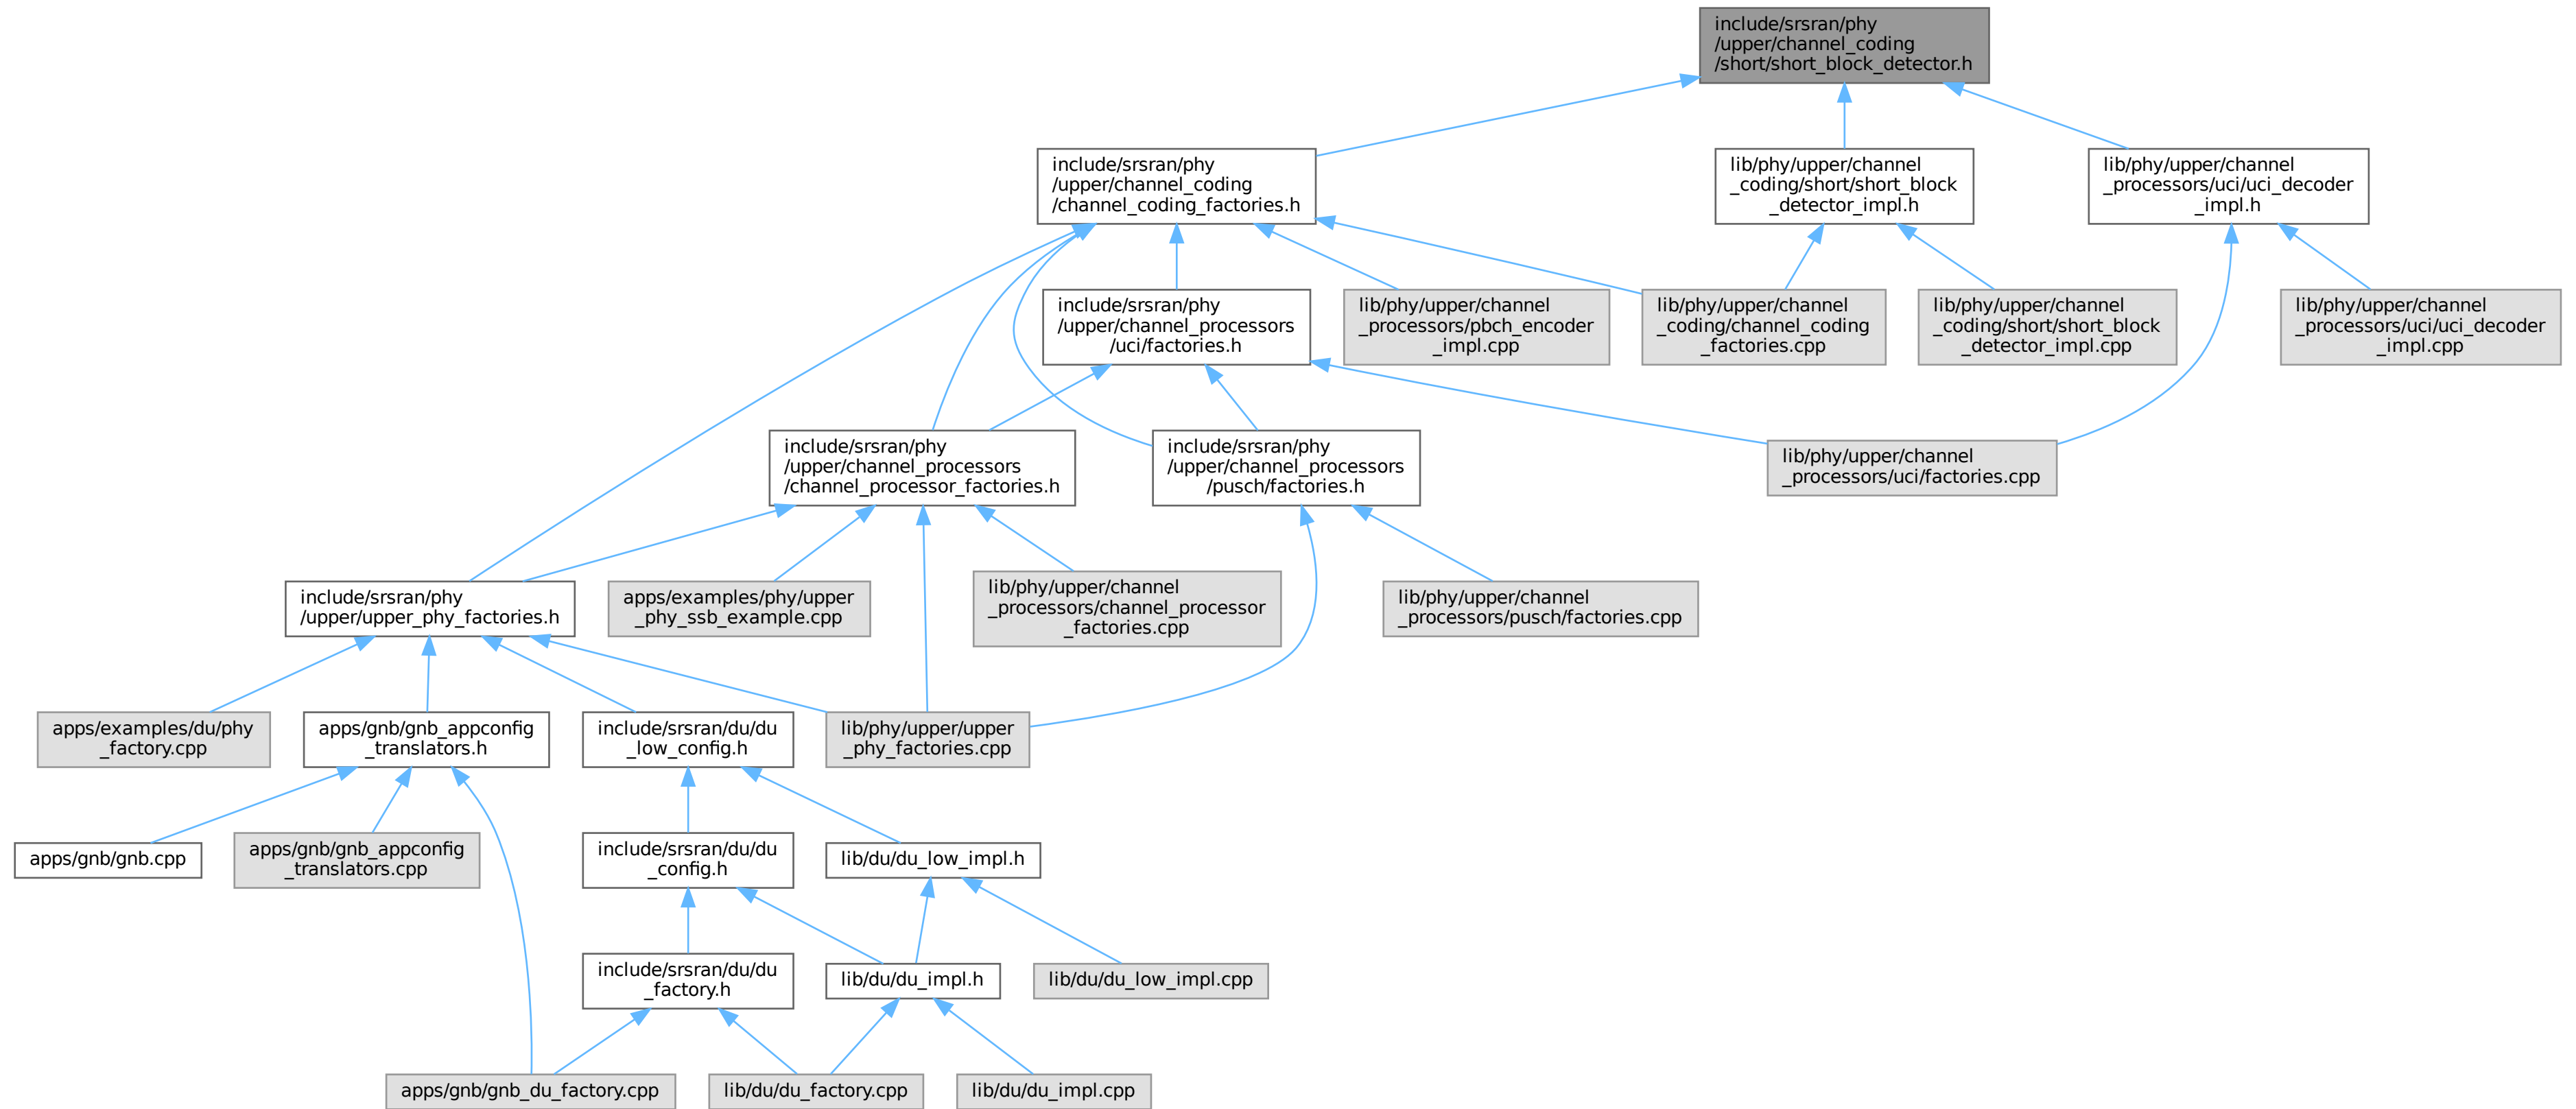 include/srsran/phy
/upper/channel_coding
/short/short_block_detector.h
include/srsran/phy
/upper/channel_coding
/channel_coding_factories.h
lib/phy/upper/channel
_coding/short/short_block
_detector_impl.h
lib/phy/upper/channel
_processors/uci/uci_decoder
_impl.h
include/srsran/phy
/upper/channel_processors
/uci/factories.h
lib/phy/upper/channel
_processors/pbch_encoder
_impl.cpp
lib/phy/upper/channel
_coding/channel_coding
_factories.cpp
lib/phy/upper/channel
_coding/short/short_block
_detector_impl.cpp
lib/phy/upper/channel
_processors/uci/uci_decoder
_impl.cpp
include/srsran/phy
/upper/channel_processors
/channel_processor_factories.h
include/srsran/phy
/upper/channel_processors
/pusch/factories.h
lib/phy/upper/channel
_processors/uci/factories.cpp
include/srsran/phy
/upper/upper_phy_factories.h
apps/examples/phy/upper
_phy_ssb_example.cpp
lib/phy/upper/channel
_processors/channel_processor
_factories.cpp
lib/phy/upper/channel
_processors/pusch/factories.cpp
apps/examples/du/phy
_factory.cpp
apps/gnb/gnb_appconfig
_translators.h
include/srsran/du/du
_low_config.h
lib/phy/upper/upper
_phy_factories.cpp
apps/gnb/gnb.cpp
apps/gnb/gnb_appconfig
_translators.cpp
include/srsran/du/du
_config.h
lib/du/du_low_impl.h
include/srsran/du/du
_factory.h
lib/du/du_impl.h
lib/du/du_low_impl.cpp
apps/gnb/gnb_du_factory.cpp
lib/du/du_factory.cpp
lib/du/du_impl.cpp